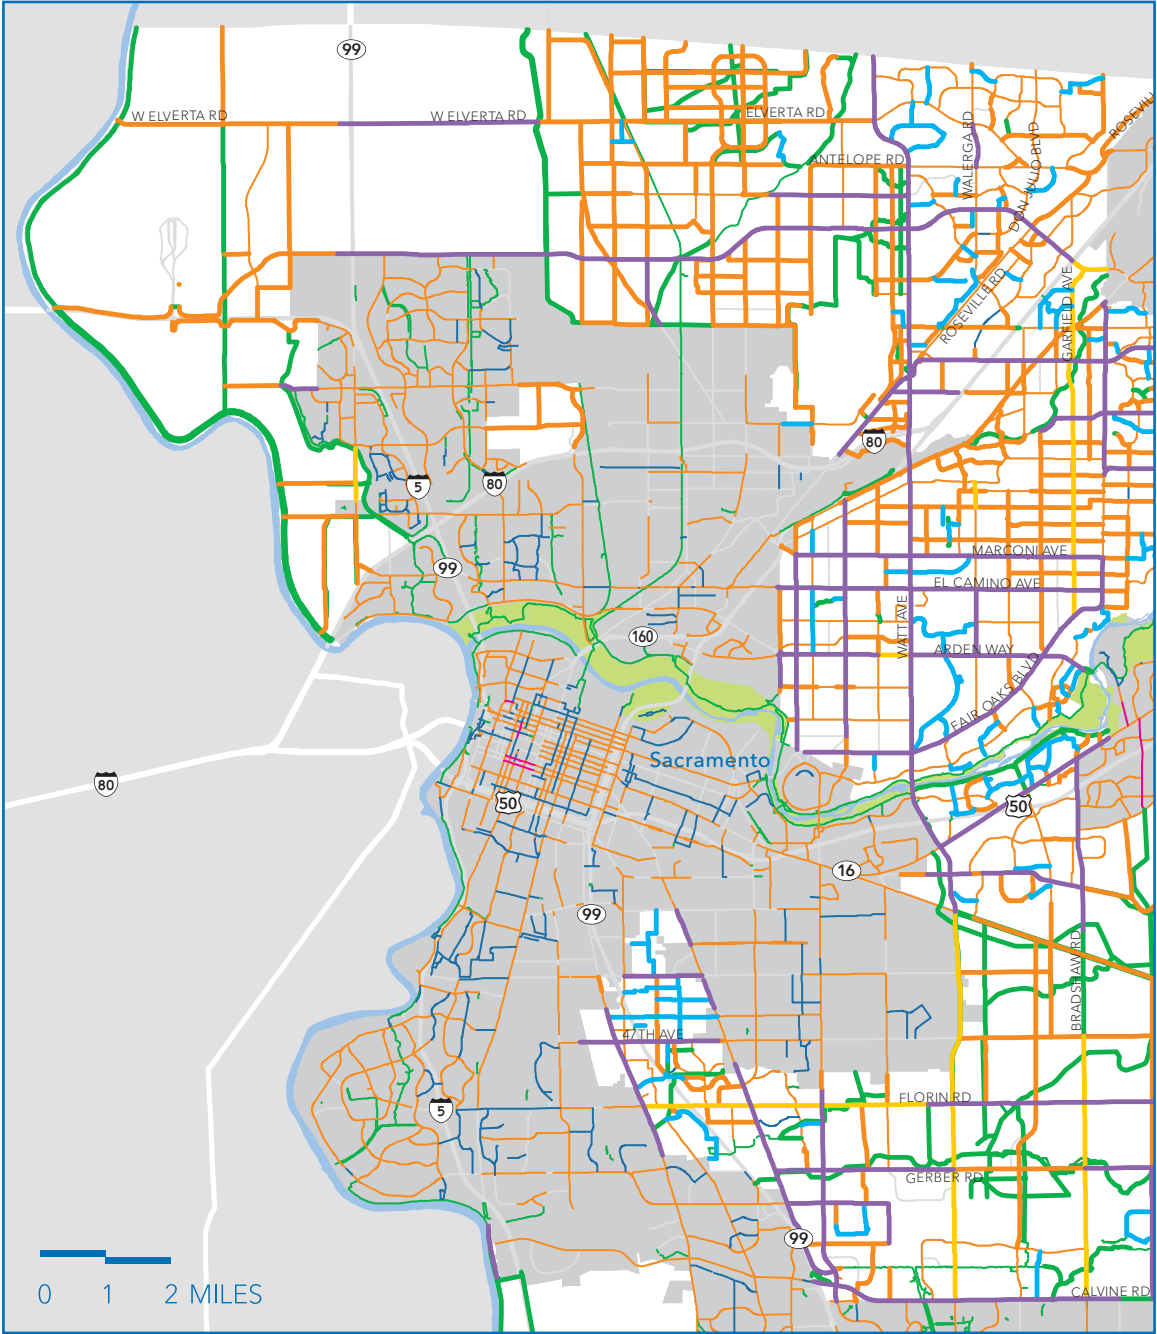 99
W ELVERTA RD
W ELVERTA RD
ELVERTA RD
ROSEVILL
ANTELOPE RD
WALERGA RD
DON JULIO BLVD
ROSEVILLE RD
GARFIELD AVE
80
5
80
99
MARCONI AVE
EL CAMINO AVE
WATT AVE
160
ARDEN WAY
FAIR OAKS BLVD
Sacramento
80
50
50
16
99
BRADSHAW RD
47TH AVE
5
FLORIN RD
GERBER RD
99
CALVINE RD
0 1 2 MILES